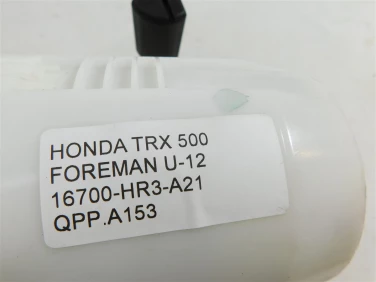 HONDA TRX 500
FOREMAN U-12
16700-HR3-A21
QPP.A153